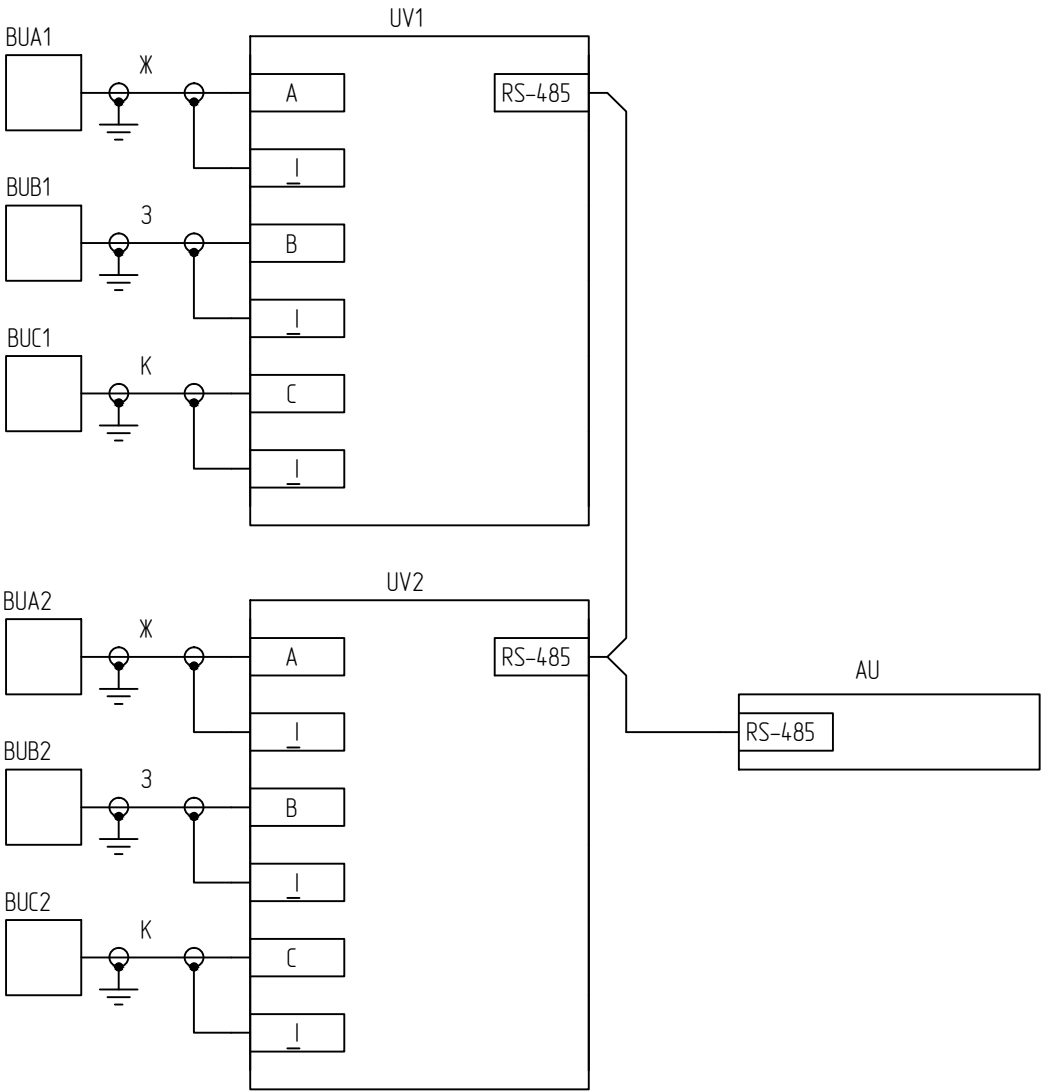 UV1
BUA1
Ж
A
RS-485
⊥
BUB1
З
B
⊥
BUC1
К
C
⊥
UV2
BUA2
Ж
A
RS-485
⊥
AU
RS-485
BUB2
З
B
⊥
BUC2
К
C
⊥